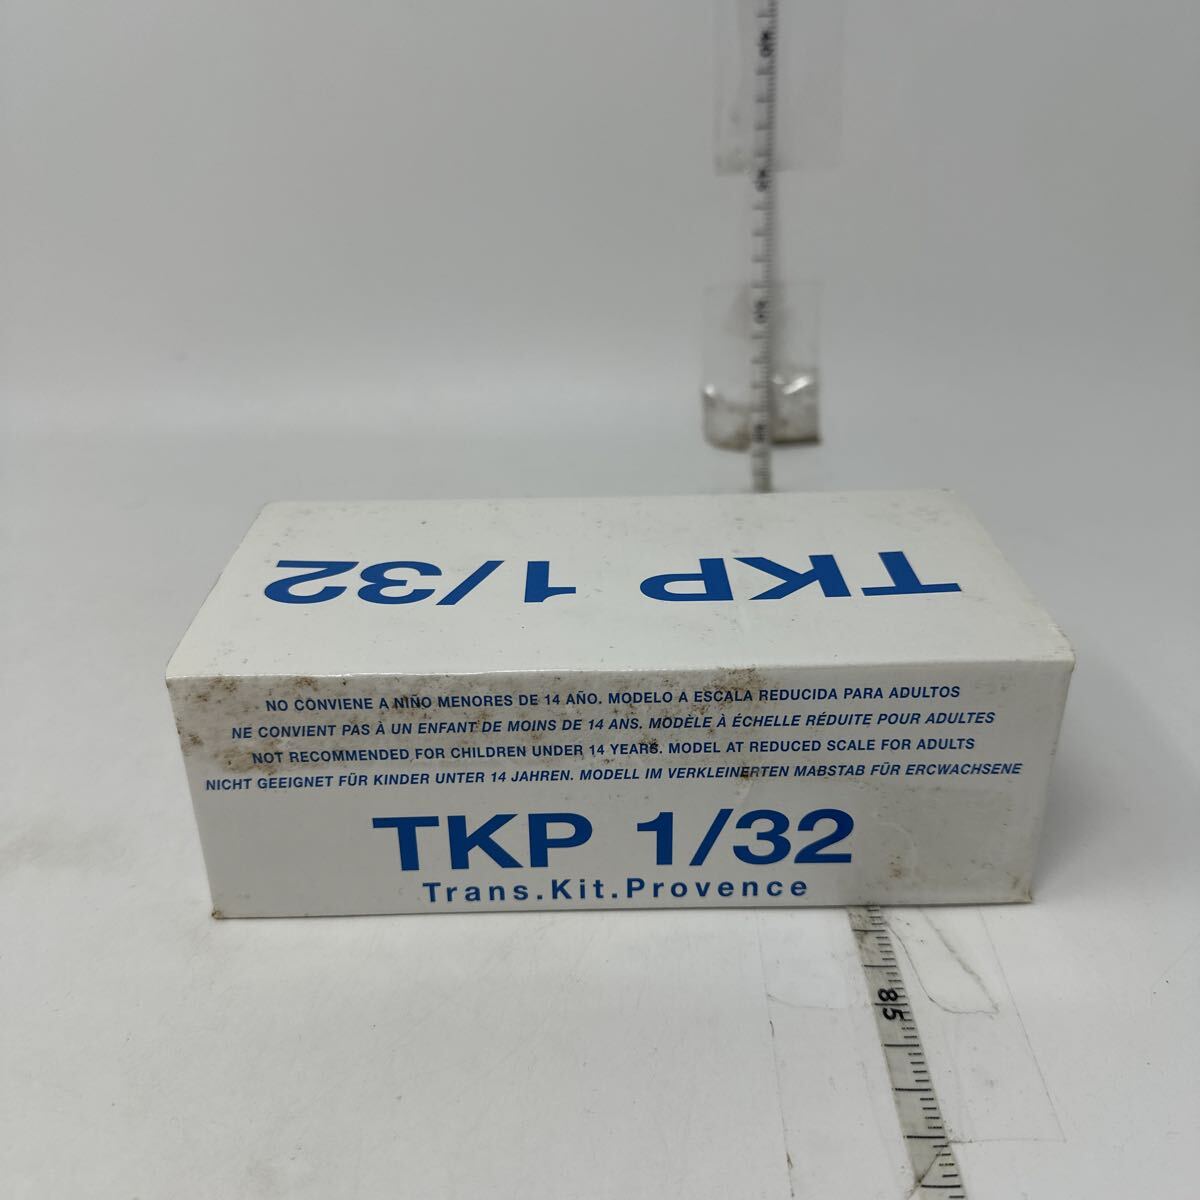 TKP 1/32
NO CONVIENE A NIÑO MENORES DE 14 AÑO. MODELO A ESCALA REDUCIDA PARA ADULTOS
NE CONVIENT PAS À UN ENFANT DE MOINS DE 14 ANS. MODÈLE À ÉCHELLE RÉDUITE POUR ADULTES
NOT RECOMMENDED FOR CHILDREN UNDER 14 YEARS. MODEL AT REDUCED SCALE FOR ADULTS
NICHT GEEIGNET FÜR KINDER UNTER 14 JAHREN. MODELL IM VERKLEINERTEN MABSTAB FÜR ERCWACHSENE
TKP 1/32
Trans.Kit.Provence
85